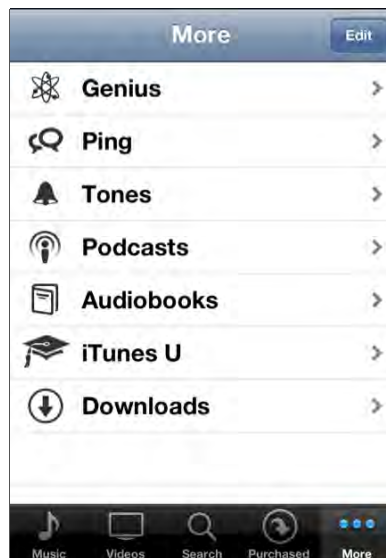 More
Edit
Genius
Ping
Tones
Podcasts
Audiobooks
iTunes U
Downloads
Music Videos Search Purchased More